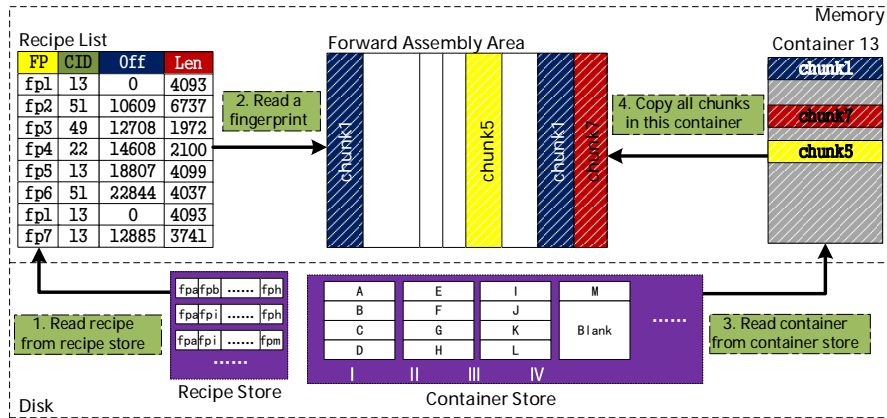 Memory
Recipe List
Forward Assembly Area
Container 13
FP CID Off Len
fp1 13 0 4093
fp2 51 10609 6737
fp3 49 12708 1972
fp4 22 14608 2100
fp5 13 18807 4099
fp6 51 22844 4037
fp1 13 0 4093
fp7 13 12885 3741
2. Read a
fingerprint
chunk1
chunk5
chunk1
chunk7
4. Copy all chunks
in this container
chunk1
chunk7
chunk5
1. Read recipe
from recipe store
fpa fpb ...... fph
fpa fpi ...... fph
fpa fpi ...... fpm
......
Recipe Store
A E I M
B F J
C G K
Blank
D H L
......
I II III IV
Container Store
3. Read container
from container store
Disk